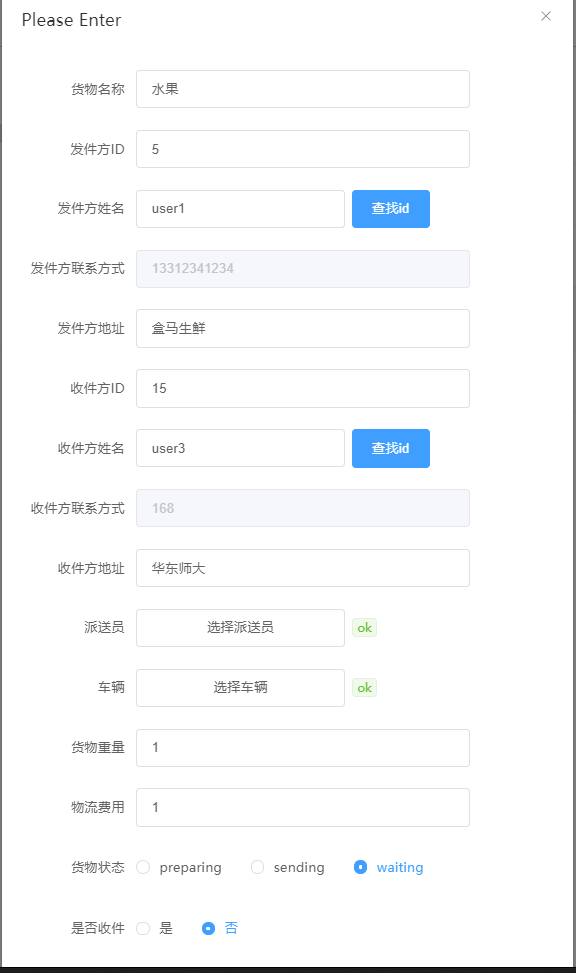 Please Enter
货物名称 水果
发件方ID 5
发件方姓名 user1 查找id
发件方联系方式 13312341234
发件方地址 盒马生鲜
收件方ID 15
收件方姓名 user3 查找id
收件方联系方式 168
收件方地址 华东师大
派送员 选择派送员 ok
车辆 选择车辆 ok
货物重量 1
物流费用 1
货物状态 preparing sending waiting
是否收件 是 否